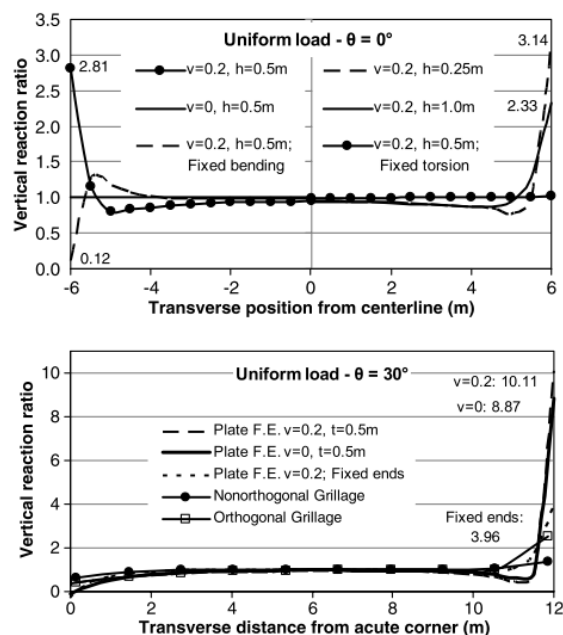 Uniform load - θ = 0°
v=0.2, h=0.5m
v=0.2, h=0.25m
v=0, h=0.5m
v=0.2, h=1.0m
v=0.2, h=0.5m;
Fixed bending
v=0.2, h=0.5m;
Fixed torsion
2.81
3.14
2.33
0.12
Vertical reaction ratio
3.5
3.0
2.5
2.0
1.5
1.0
0.5
0.0
-6
-4
-2
0
2
4
6
Transverse position from centerline (m)
Uniform load - θ = 30°
v=0.2: 10.11
v=0: 8.87
Plate F.E. v=0.2, t=0.5m
Plate F.E. v=0, t=0.5m
Plate F.E. v=0.2; Fixed ends
Nonorthogonal Grillage
Orthogonal Grillage
Fixed ends:
3.96
Vertical reaction ratio
10
8
6
4
2
0
0
2
4
6
8
10
12
Transverse distance from acute corner (m)